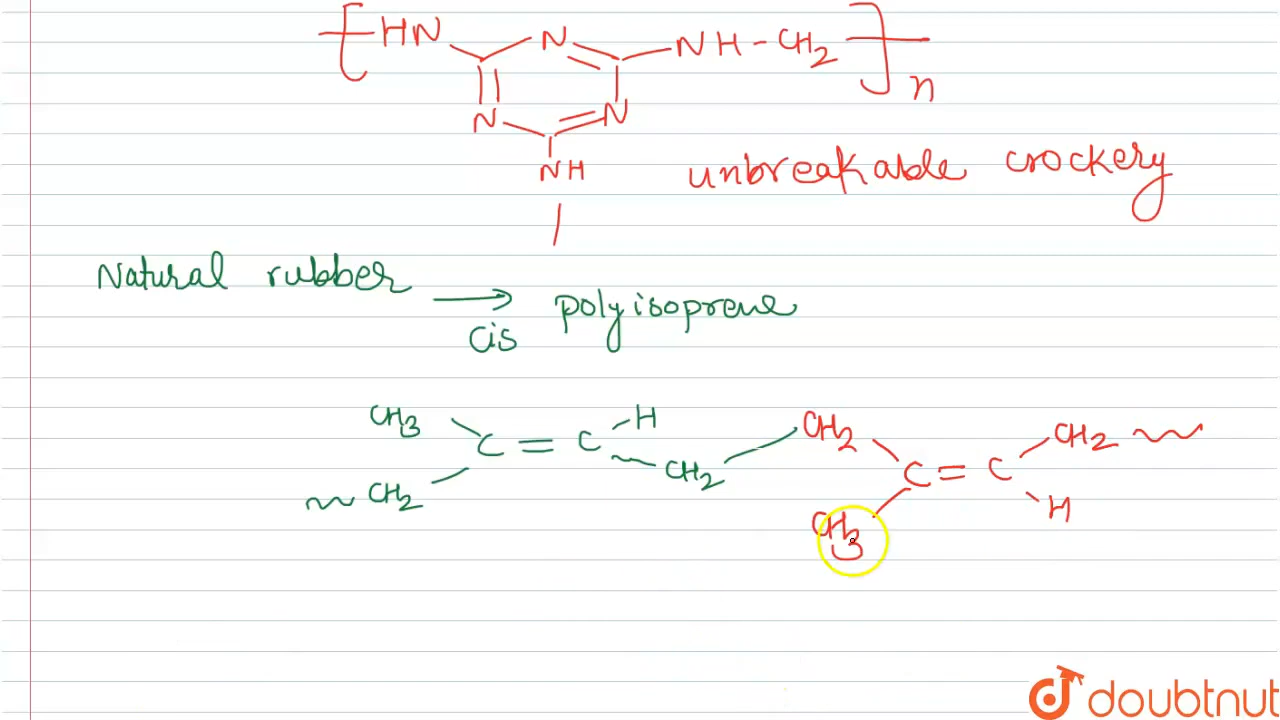 HN N NH - CH2 n
N N
NH
unbreakable crockery
Natural rubber → polyisoprene
cis
CH3 C = C H CH2
CH2
CH2 C = C CH2
H
CH3
doubtnut